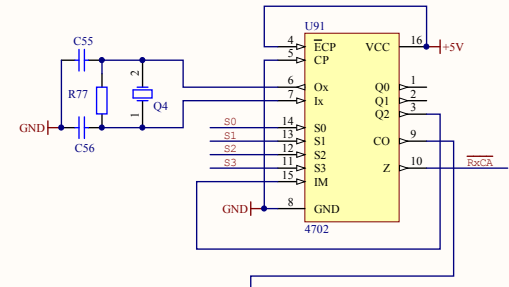 U91
C55
R77
2
1
Q4
C56
GND
4 E̅CP VCC 16 +5V
5 CP
6 Ox Q0 1
7 Ix Q1 2
Q2 3
S0 14 S0 CO 9
S1 13 S1
S2 12 S2 Z 10 R̅x̅C̅A̅
S3 11 S3
15 IM
GND 8 GND
4702